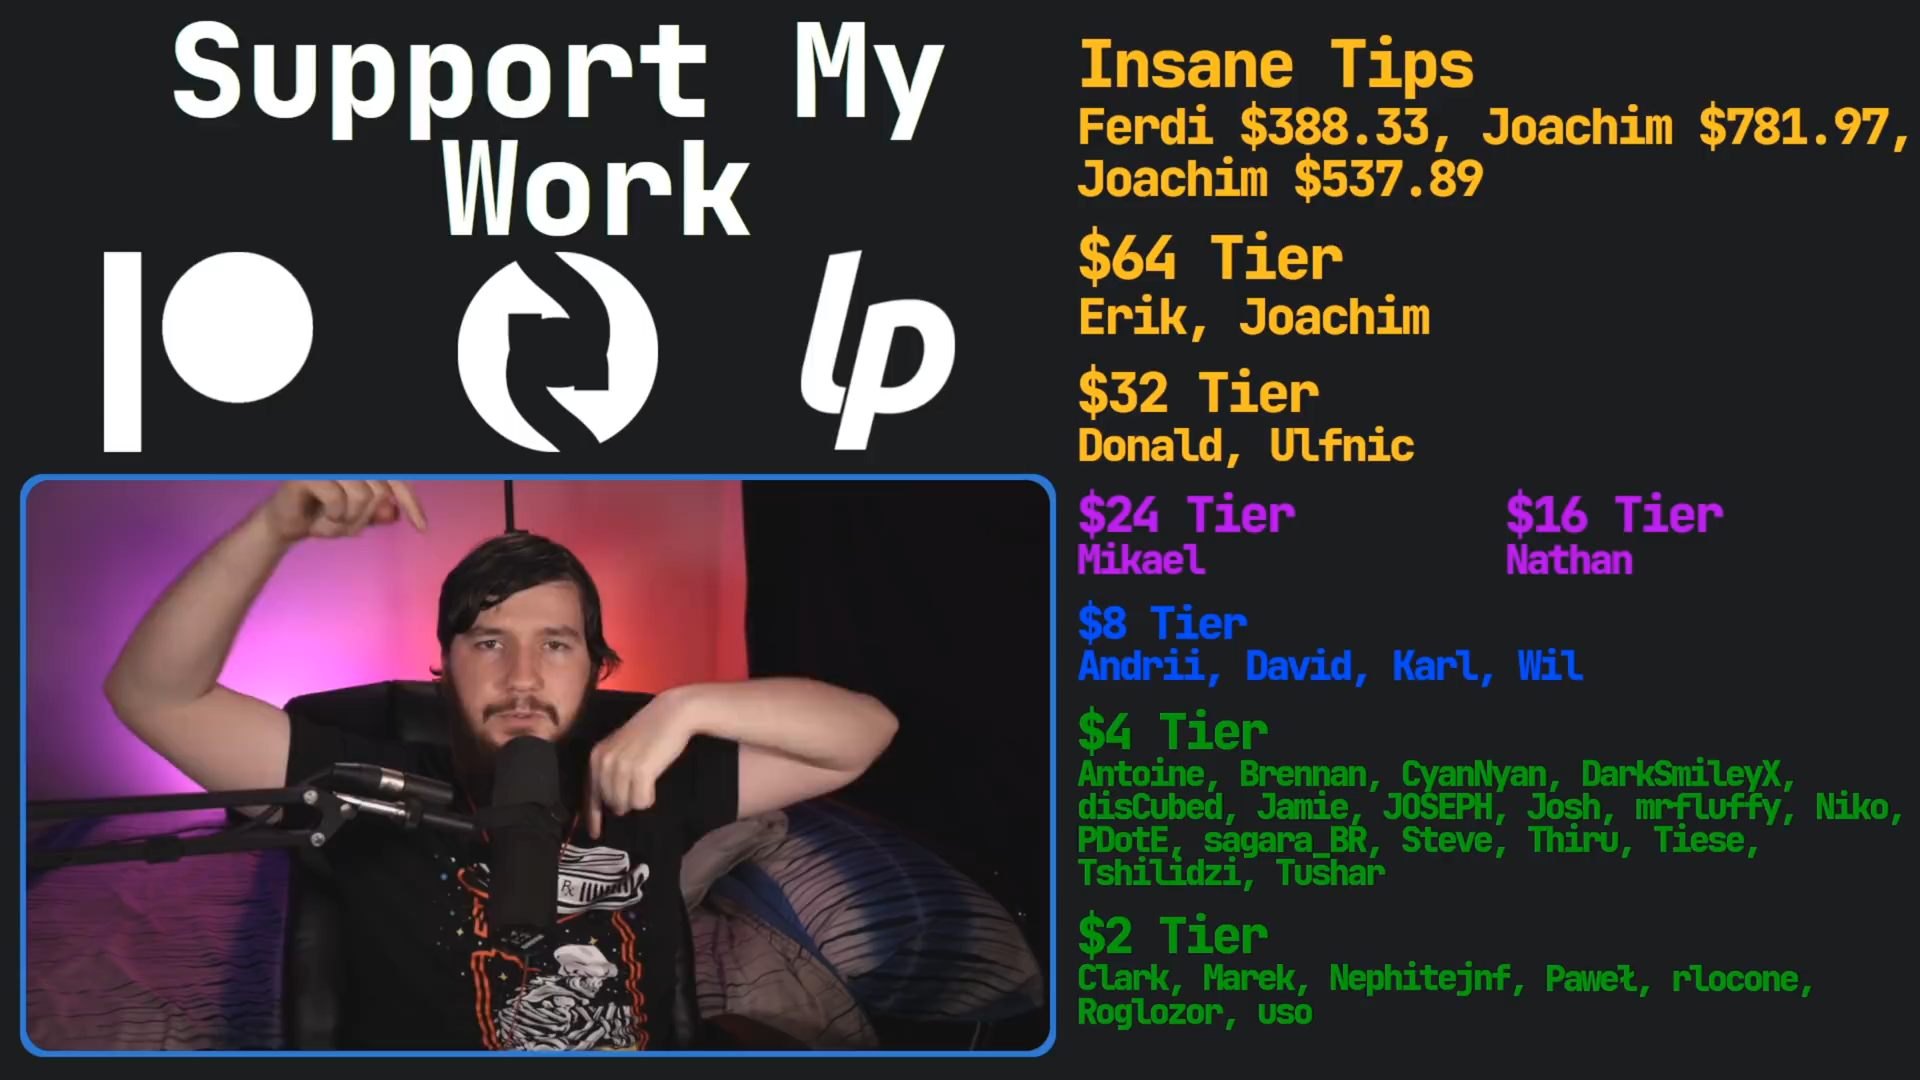 Support My
Work
lp
Insane Tips
Ferdi $388.33, Joachim $781.97,
Joachim $537.89
$64 Tier
Erik, Joachim
$32 Tier
Donald, Ulfnic
$24 Tier
Mikael
$16 Tier
Nathan
$8 Tier
Andrii, David, Karl, Wil
$4 Tier
Antoine, Brennan, CyanNyan, DarkSmileyX,
disCubed, Jamie, JOSEPH, Josh, mrfluffy, Niko,
PDotE, sagara_BR, Steve, Thiru, Tiese,
Tshilidzi, Tushar
$2 Tier
Clark, Marek, Nephitejnf, Paweł, rlocone,
Roglozor, uso